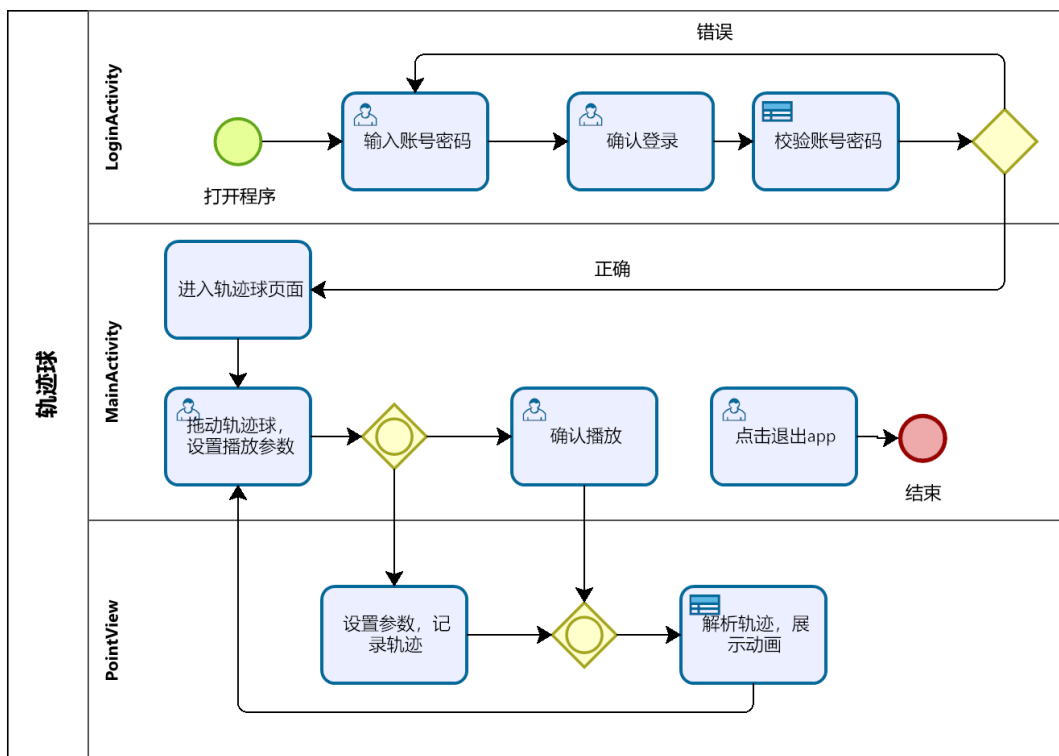 轨迹球
LoginActivity
错误
打开程序
输入账号密码
确认登录
校验账号密码
MainActivity
正确
进入轨迹球页面
拖动轨迹球，
设置播放参数
确认播放
点击退出app
结束
PointView
设置参数，记
录轨迹
解析轨迹，展
示动画